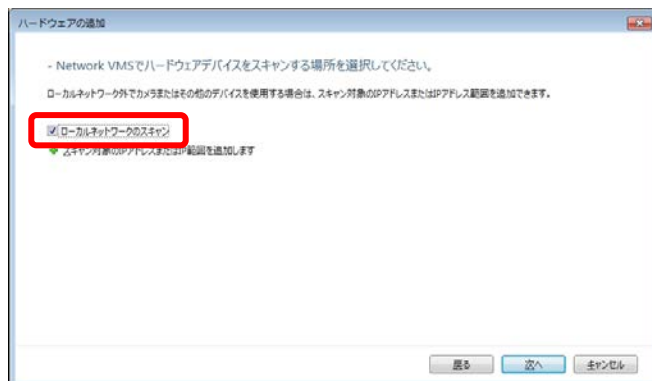 ハードウェアの追加
- Network VMSでハードウェアデバイスをスキャンする場所を選択してください。
ローカルネットワーク外でカメラまたはその他のデバイスを使用する場合は、スキャン対象のIPアドレスまたはIPアドレス範囲を追加できます。
ローカルネットワークのスキャン
スキャン対象のIPアドレスまたはIP範囲を追加します
戻る 次へ キャンセル